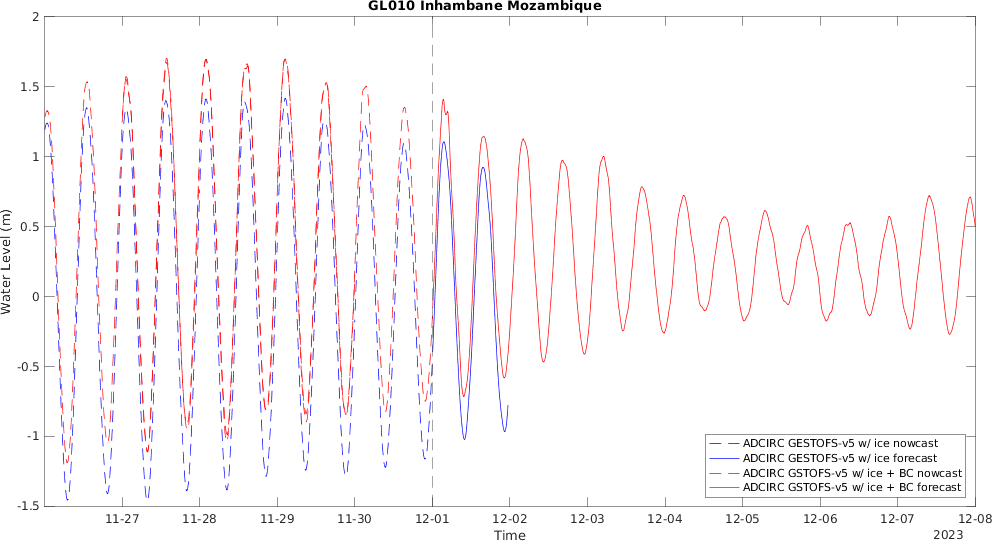 GL010 Inhambane Mozambique
2
1.5
1
0.5
0
-0.5
-1
-1.5
Water Level (m)
ADCIRC GESTOFS-v5 w/ ice nowcast
ADCIRC GESTOFS-v5 w/ ice forecast
ADCIRC GSTOFS-v5 w/ ice + BC nowcast
ADCIRC GSTOFS-v5 w/ ice + BC forecast
11-27 11-28 11-29 11-30 12-01 12-02 12-03 12-04 12-05 12-06 12-07 12-08
Time
2023